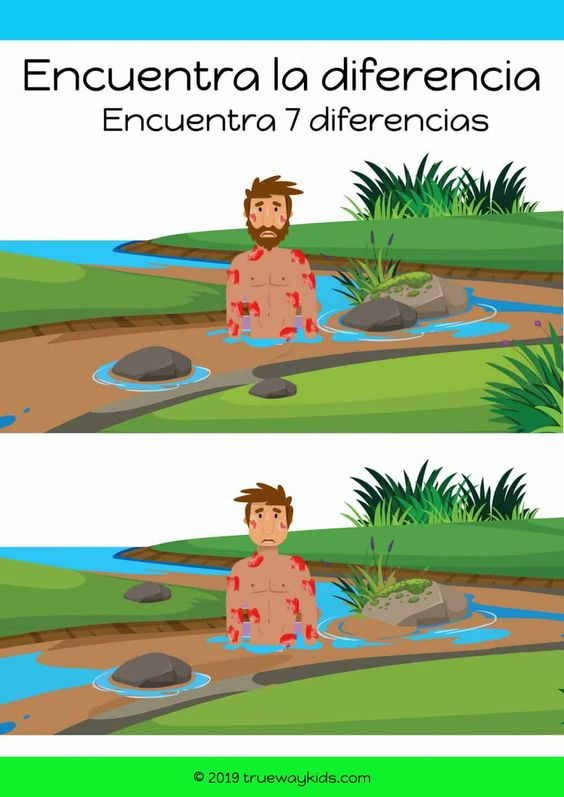 Encuentra la diferencia
Encuentra 7 diferencias
© 2019 truewaykids.com